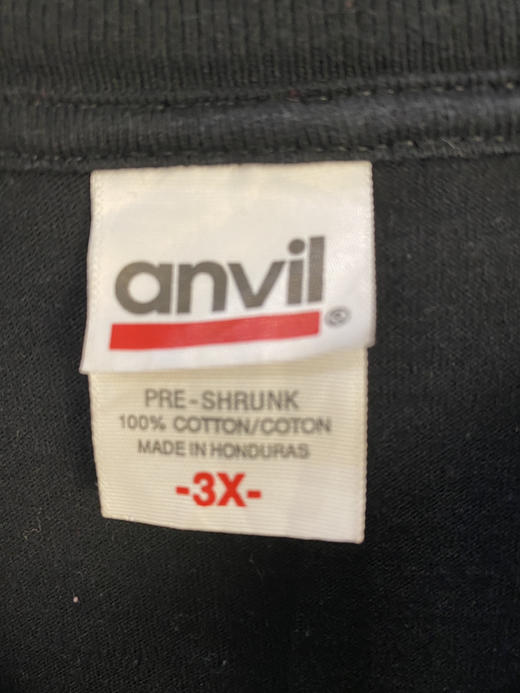 anvil®
PRE-SHRUNK
100% COTTON/COTON
MADE IN HONDURAS
-3X-